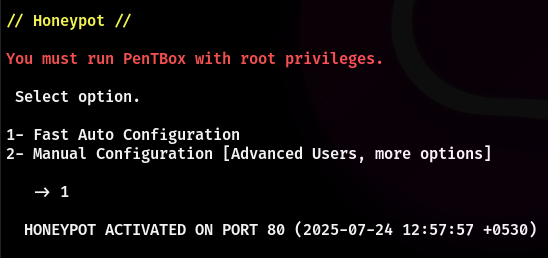 // Honeypot //
You must run PenTBox with root privileges.
Select option.
1- Fast Auto Configuration
2- Manual Configuration [Advanced Users, more options]
-> 1
HONEYPOT ACTIVATED ON PORT 80 (2025-07-24 12:57:57 +0530)